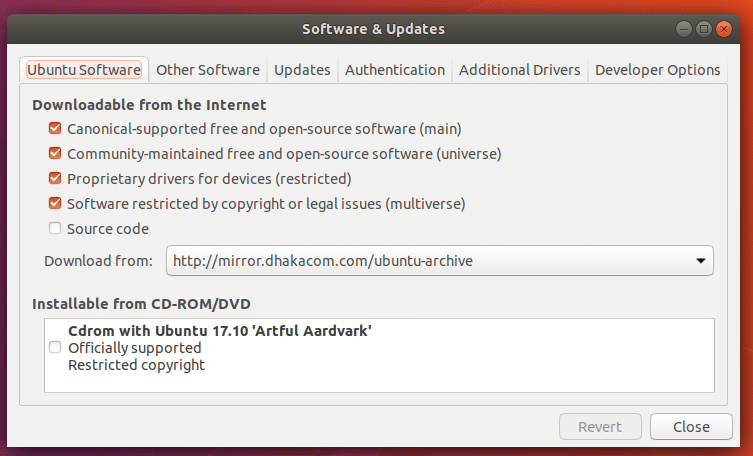 Software & Updates
Ubuntu Software Other Software Updates Authentication Additional Drivers Developer Options
Downloadable from the Internet
Canonical-supported free and open-source software (main)
Community-maintained free and open-source software (universe)
Proprietary drivers for devices (restricted)
Software restricted by copyright or legal issues (multiverse)
Source code
Download from: http://mirror.dhakacom.com/ubuntu-archive
Installable from CD-ROM/DVD
Cdrom with Ubuntu 17.10 'Artful Aardvark'
Officially supported
Restricted copyright
Revert Close